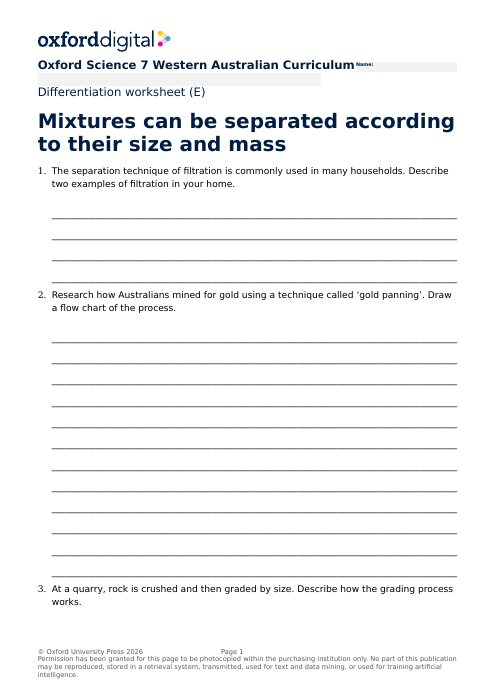 oxforddigital
Oxford Science 7 Western Australian Curriculum Name:
Differentiation worksheet (E)
Mixtures can be separated according
to their size and mass
1. The separation technique of filtration is commonly used in many households. Describe
two examples of filtration in your home.
2. Research how Australians mined for gold using a technique called ‘gold panning’. Draw
a flow chart of the process.
3. At a quarry, rock is crushed and then graded by size. Describe how the grading process
works.
© Oxford University Press 2026 Page 1
Permission has been granted for this page to be photocopied within the purchasing institution only. No part of this publication
may be reproduced, stored in a retrieval system, transmitted, used for text and data mining, or used for training artificial
intelligence.